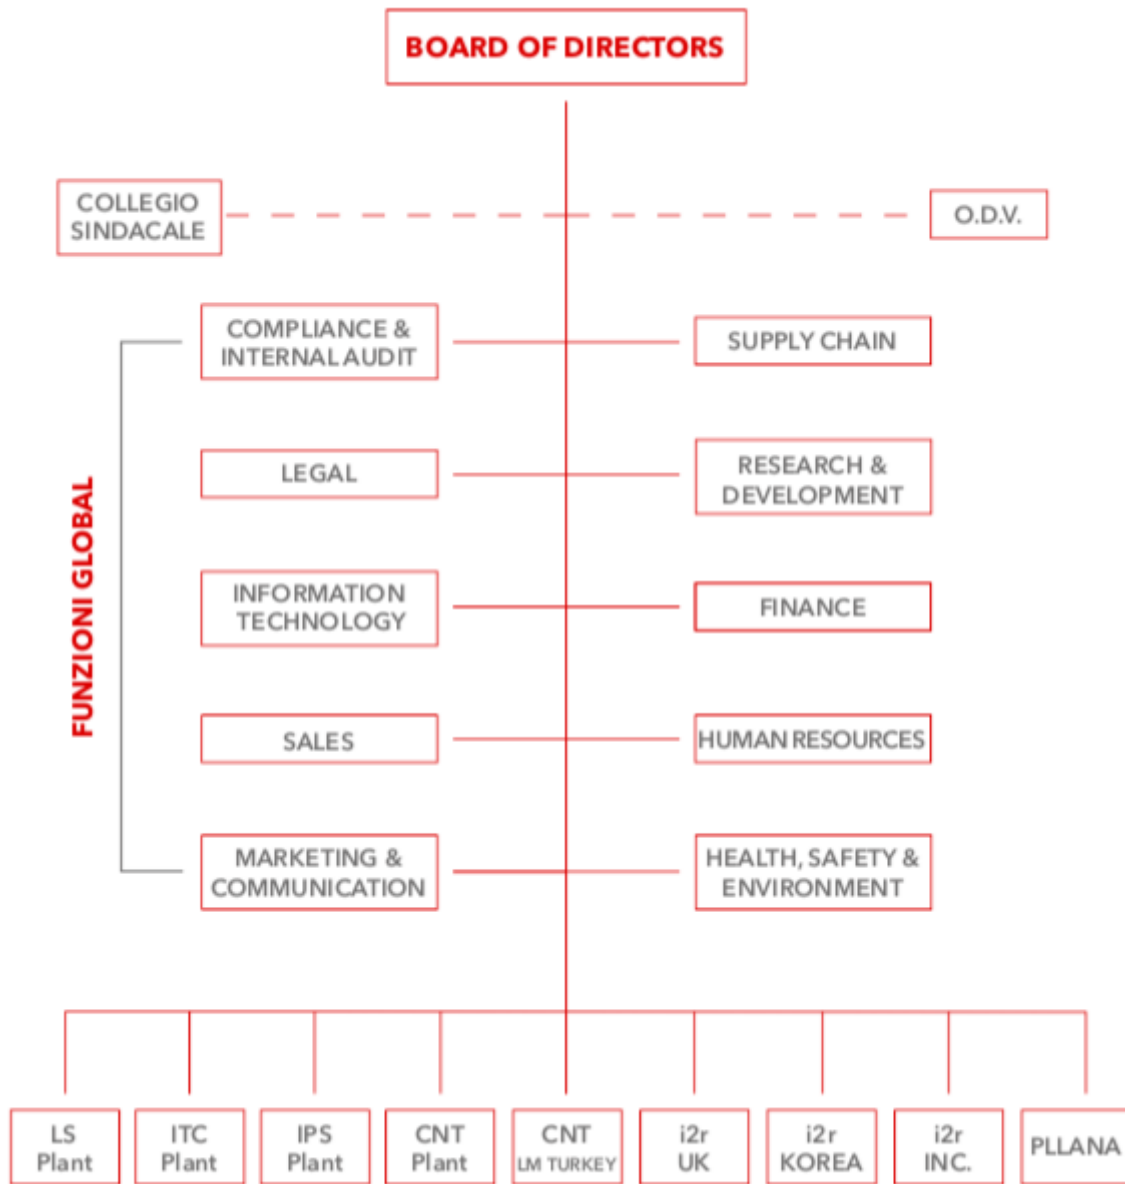 BOARD OF DIRECTORS
COLLEGIO
SINDACALE
O.D.V.
FUNZIONI GLOBAL
COMPLIANCE &
INTERNAL AUDIT
SUPPLY CHAIN
LEGAL
RESEARCH &
DEVELOPMENT
INFORMATION
TECHNOLOGY
FINANCE
SALES
HUMAN RESOURCES
MARKETING &
COMMUNICATION
HEALTH, SAFETY &
ENVIRONMENT
LS
Plant
ITC
Plant
IPS
Plant
CNT
Plant
CNT
LM TURKEY
i2r
UK
i2r
KOREA
i2r
INC.
PLLANA